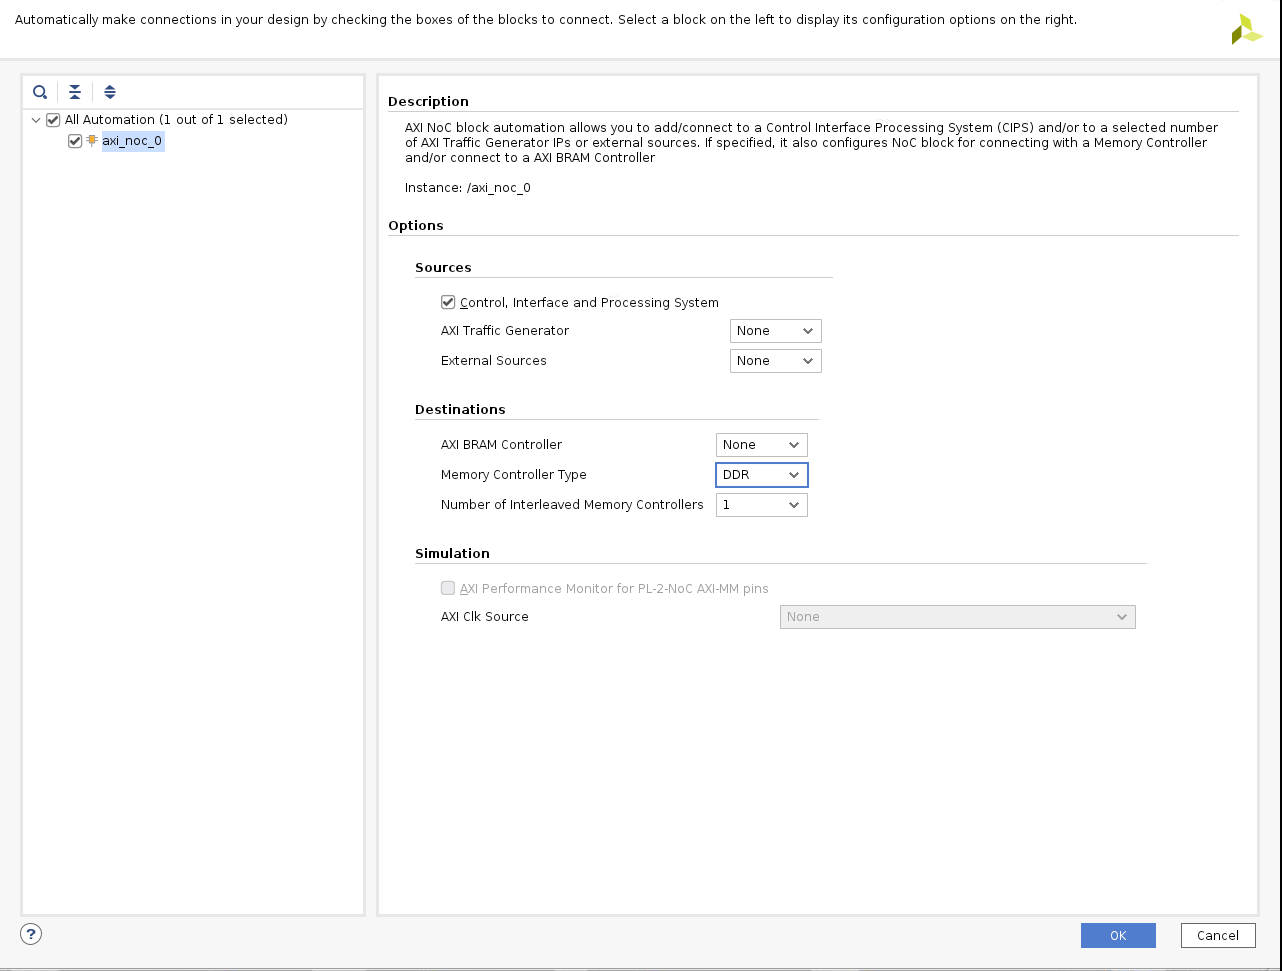 Automatically make connections in your design by checking the boxes of the blocks to connect. Select a block on the left to display its configuration options on the right.
All Automation (1 out of 1 selected)
axi_noc_0
Description
AXI NoC block automation allows you to add/connect to a Control Interface Processing System (CIPS) and/or to a selected number
of AXI Traffic Generator IPs or external sources. If specified, it also configures NoC block for connecting with a Memory Controller
and/or connect to a AXI BRAM Controller
Instance: /axi_noc_0
Options
Sources
Control, Interface and Processing System
AXI Traffic Generator None
External Sources None
Destinations
AXI BRAM Controller None
Memory Controller Type DDR
Number of Interleaved Memory Controllers 1
Simulation
AXI Performance Monitor for PL-2-NoC AXI-MM pins
AXI Clk Source None
? OK Cancel